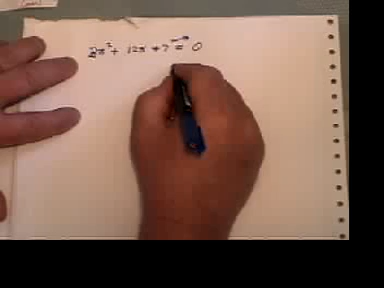 2x² + 12x + 7 = 0